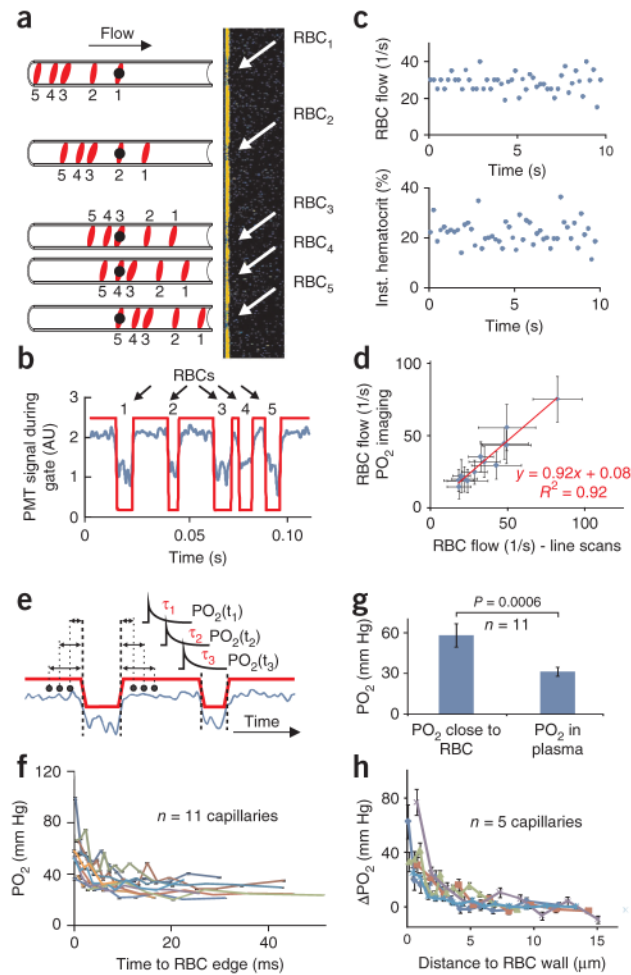 a
Flow
5 4 3 2 1
5 4 3 2 1
5 4 3 2 1
5 4 3 2 1
5 4 3 2 1
RBC1
RBC2
RBC3
RBC4
RBC5
b
RBCs
1 2 3 4 5
PMT signal during
gate (AU)
3
2
1
0
0 0.05 0.10
Time (s)
c
RBC flow (1/s)
40
20
0
0 5 10
Time (s)
Inst. hematocrit (%)
40
20
0
0 5 10
Time (s)
d
RBC flow (1/s)
PO2 imaging
100
50
0
y = 0.92x + 0.08
R2 = 0.92
0 50 100
RBC flow (1/s) - line scans
e
τ1 PO2(t1)
τ2 PO2(t2)
τ3 PO2(t3)
Time
f
PO2 (mm Hg)
120
80
40
0
n = 11 capillaries
0 20 40
Time to RBC edge (ms)
g
P = 0.0006
n = 11
PO2 (mm Hg)
60
30
0
PO2 close to
RBC
PO2 in
plasma
h
ΔPO2 (mm Hg)
80
40
0
n = 5 capillaries
0 5 10 15
Distance to RBC wall (μm)